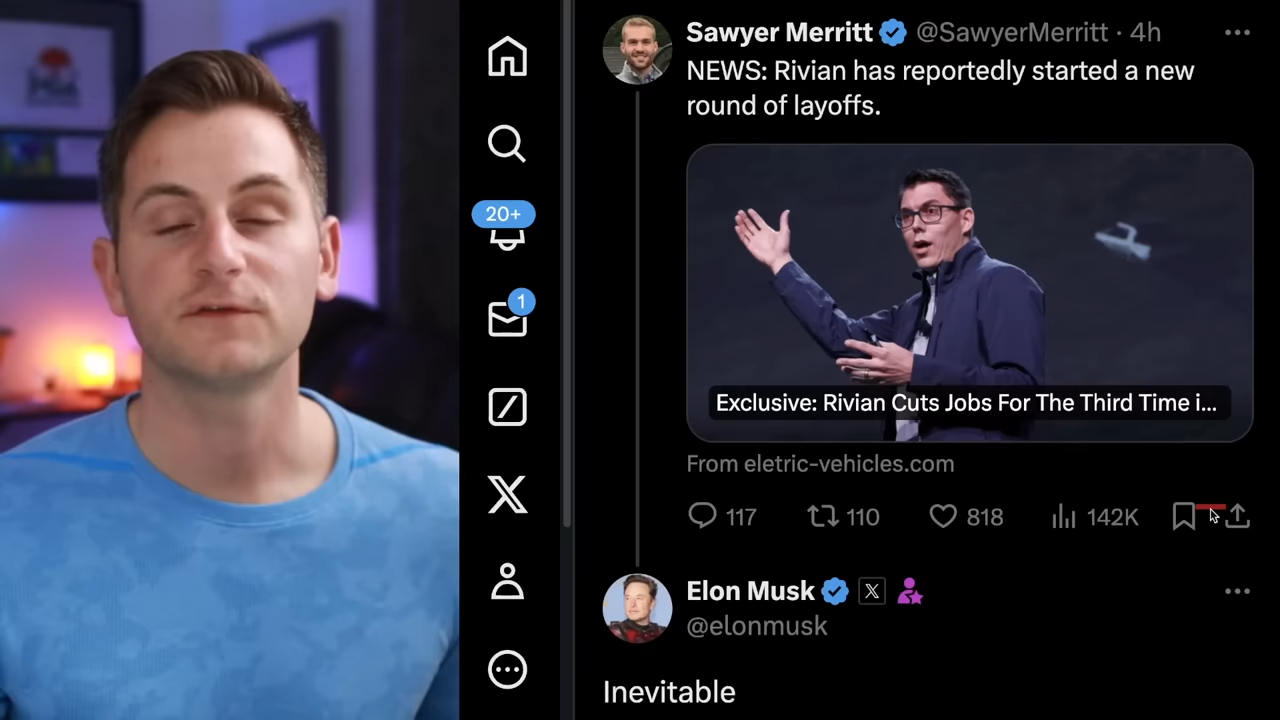 Sawyer Merritt @SawyerMerritt · 4h
NEWS: Rivian has reportedly started a new
round of layoffs.
Exclusive: Rivian Cuts Jobs For The Third Time i...
From eletric-vehicles.com
117 110 818 142K
20+
1
Elon Musk
@elonmusk
Inevitable